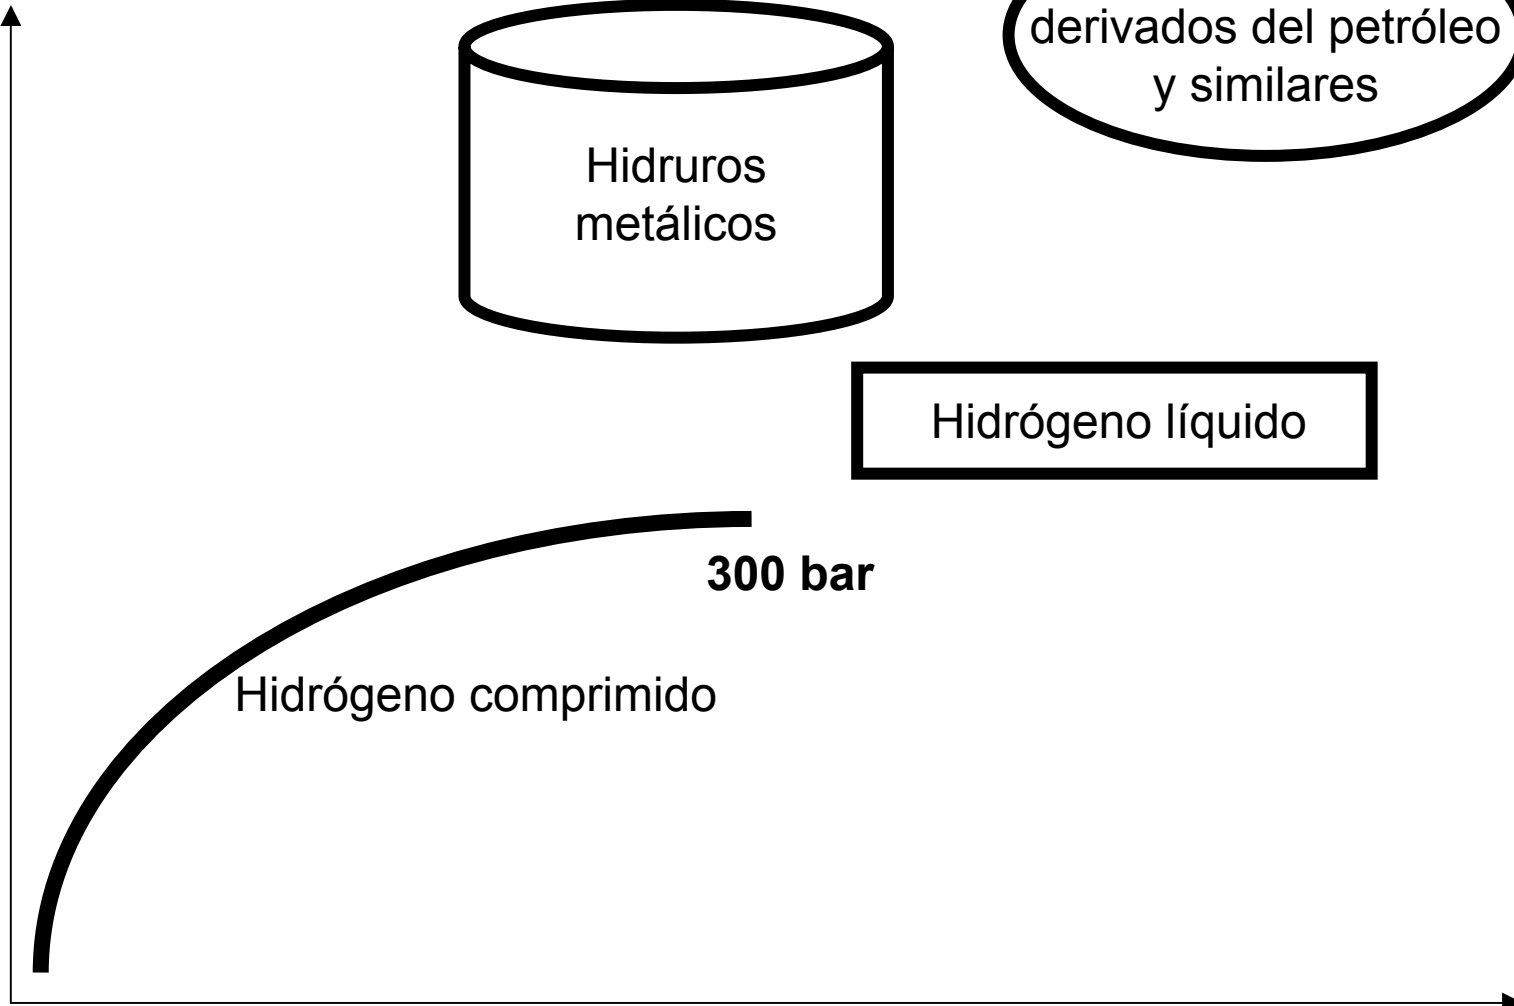 derivados del petróleo
y similares
Hidruros
metálicos
Hidrógeno líquido
300 bar
Hidrógeno comprimido